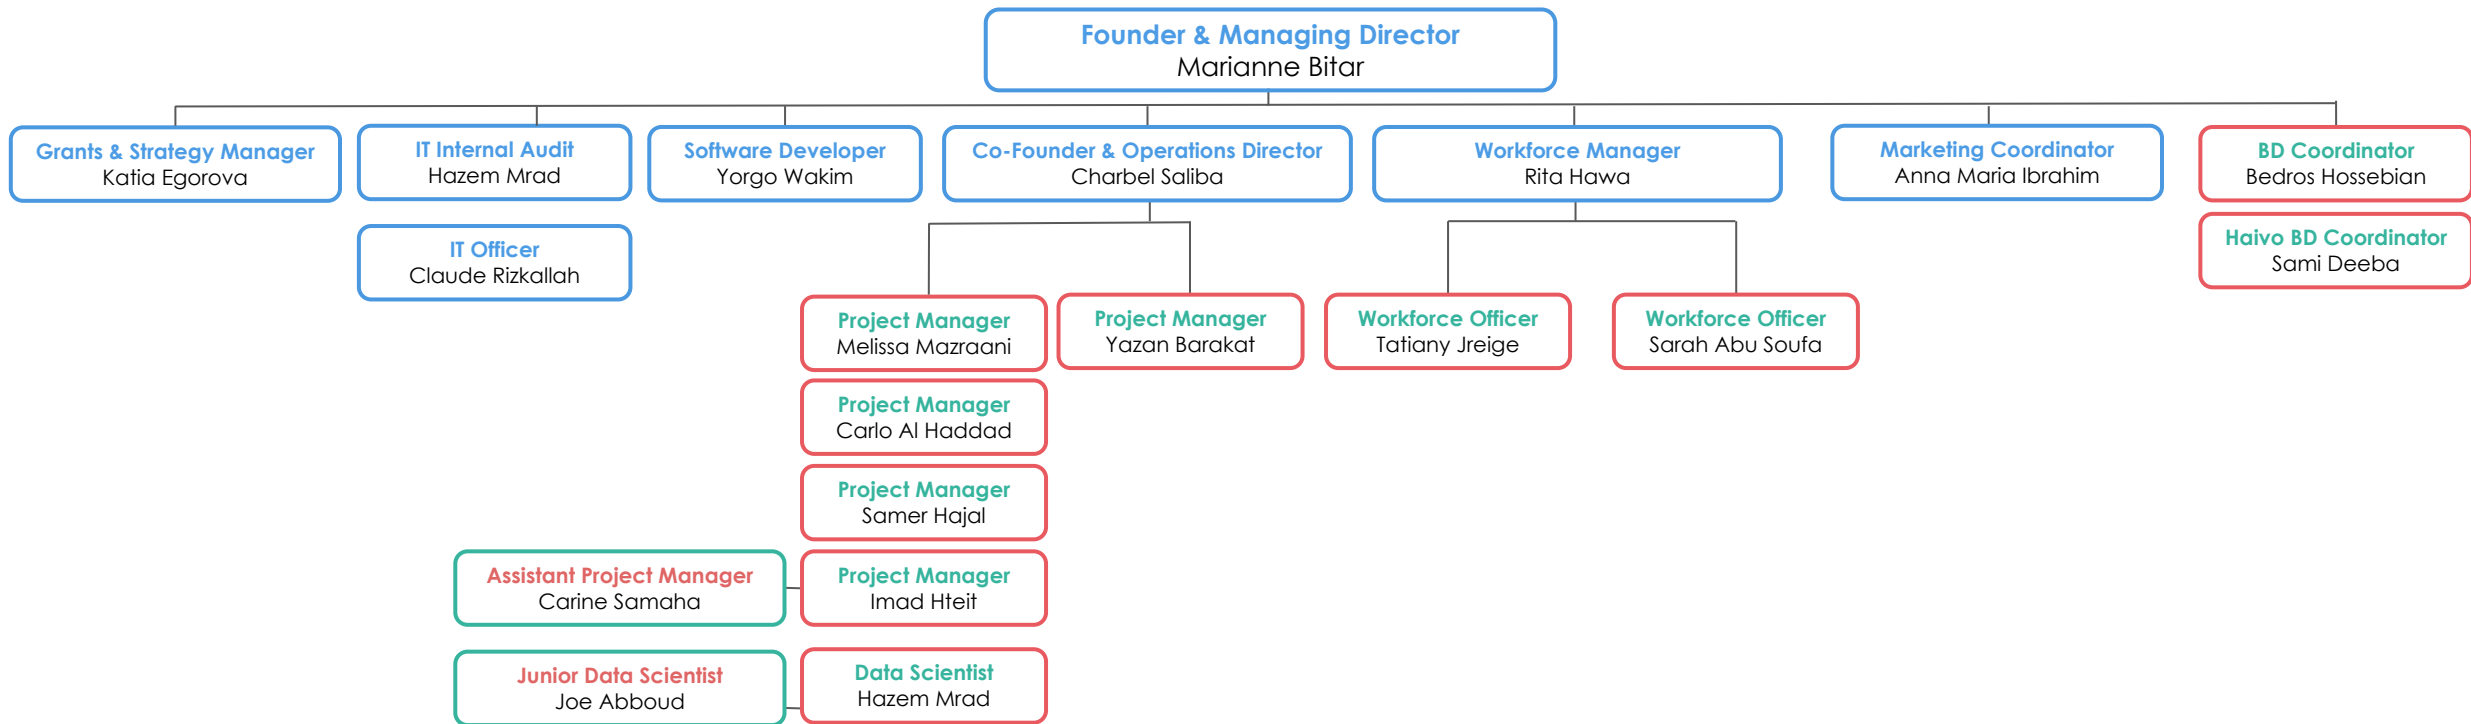 Founder & Managing Director
Marianne Bitar
Grants & Strategy Manager
Katia Egorova
IT Internal Audit
Hazem Mrad
Software Developer
Yorgo Wakim
Co-Founder & Operations Director
Charbel Saliba
Workforce Manager
Rita Hawa
Marketing Coordinator
Anna Maria Ibrahim
BD Coordinator
Bedros Hossebian
IT Officer
Claude Rizkallah
Haivo BD Coordinator
Sami Deeba
Project Manager
Melissa Mazraani
Project Manager
Yazan Barakat
Workforce Officer
Tatiany Jreige
Workforce Officer
Sarah Abu Soufa
Project Manager
Carlo Al Haddad
Project Manager
Samer Hajal
Assistant Project Manager
Carine Samaha
Project Manager
Imad Hteit
Junior Data Scientist
Joe Abboud
Data Scientist
Hazem Mrad